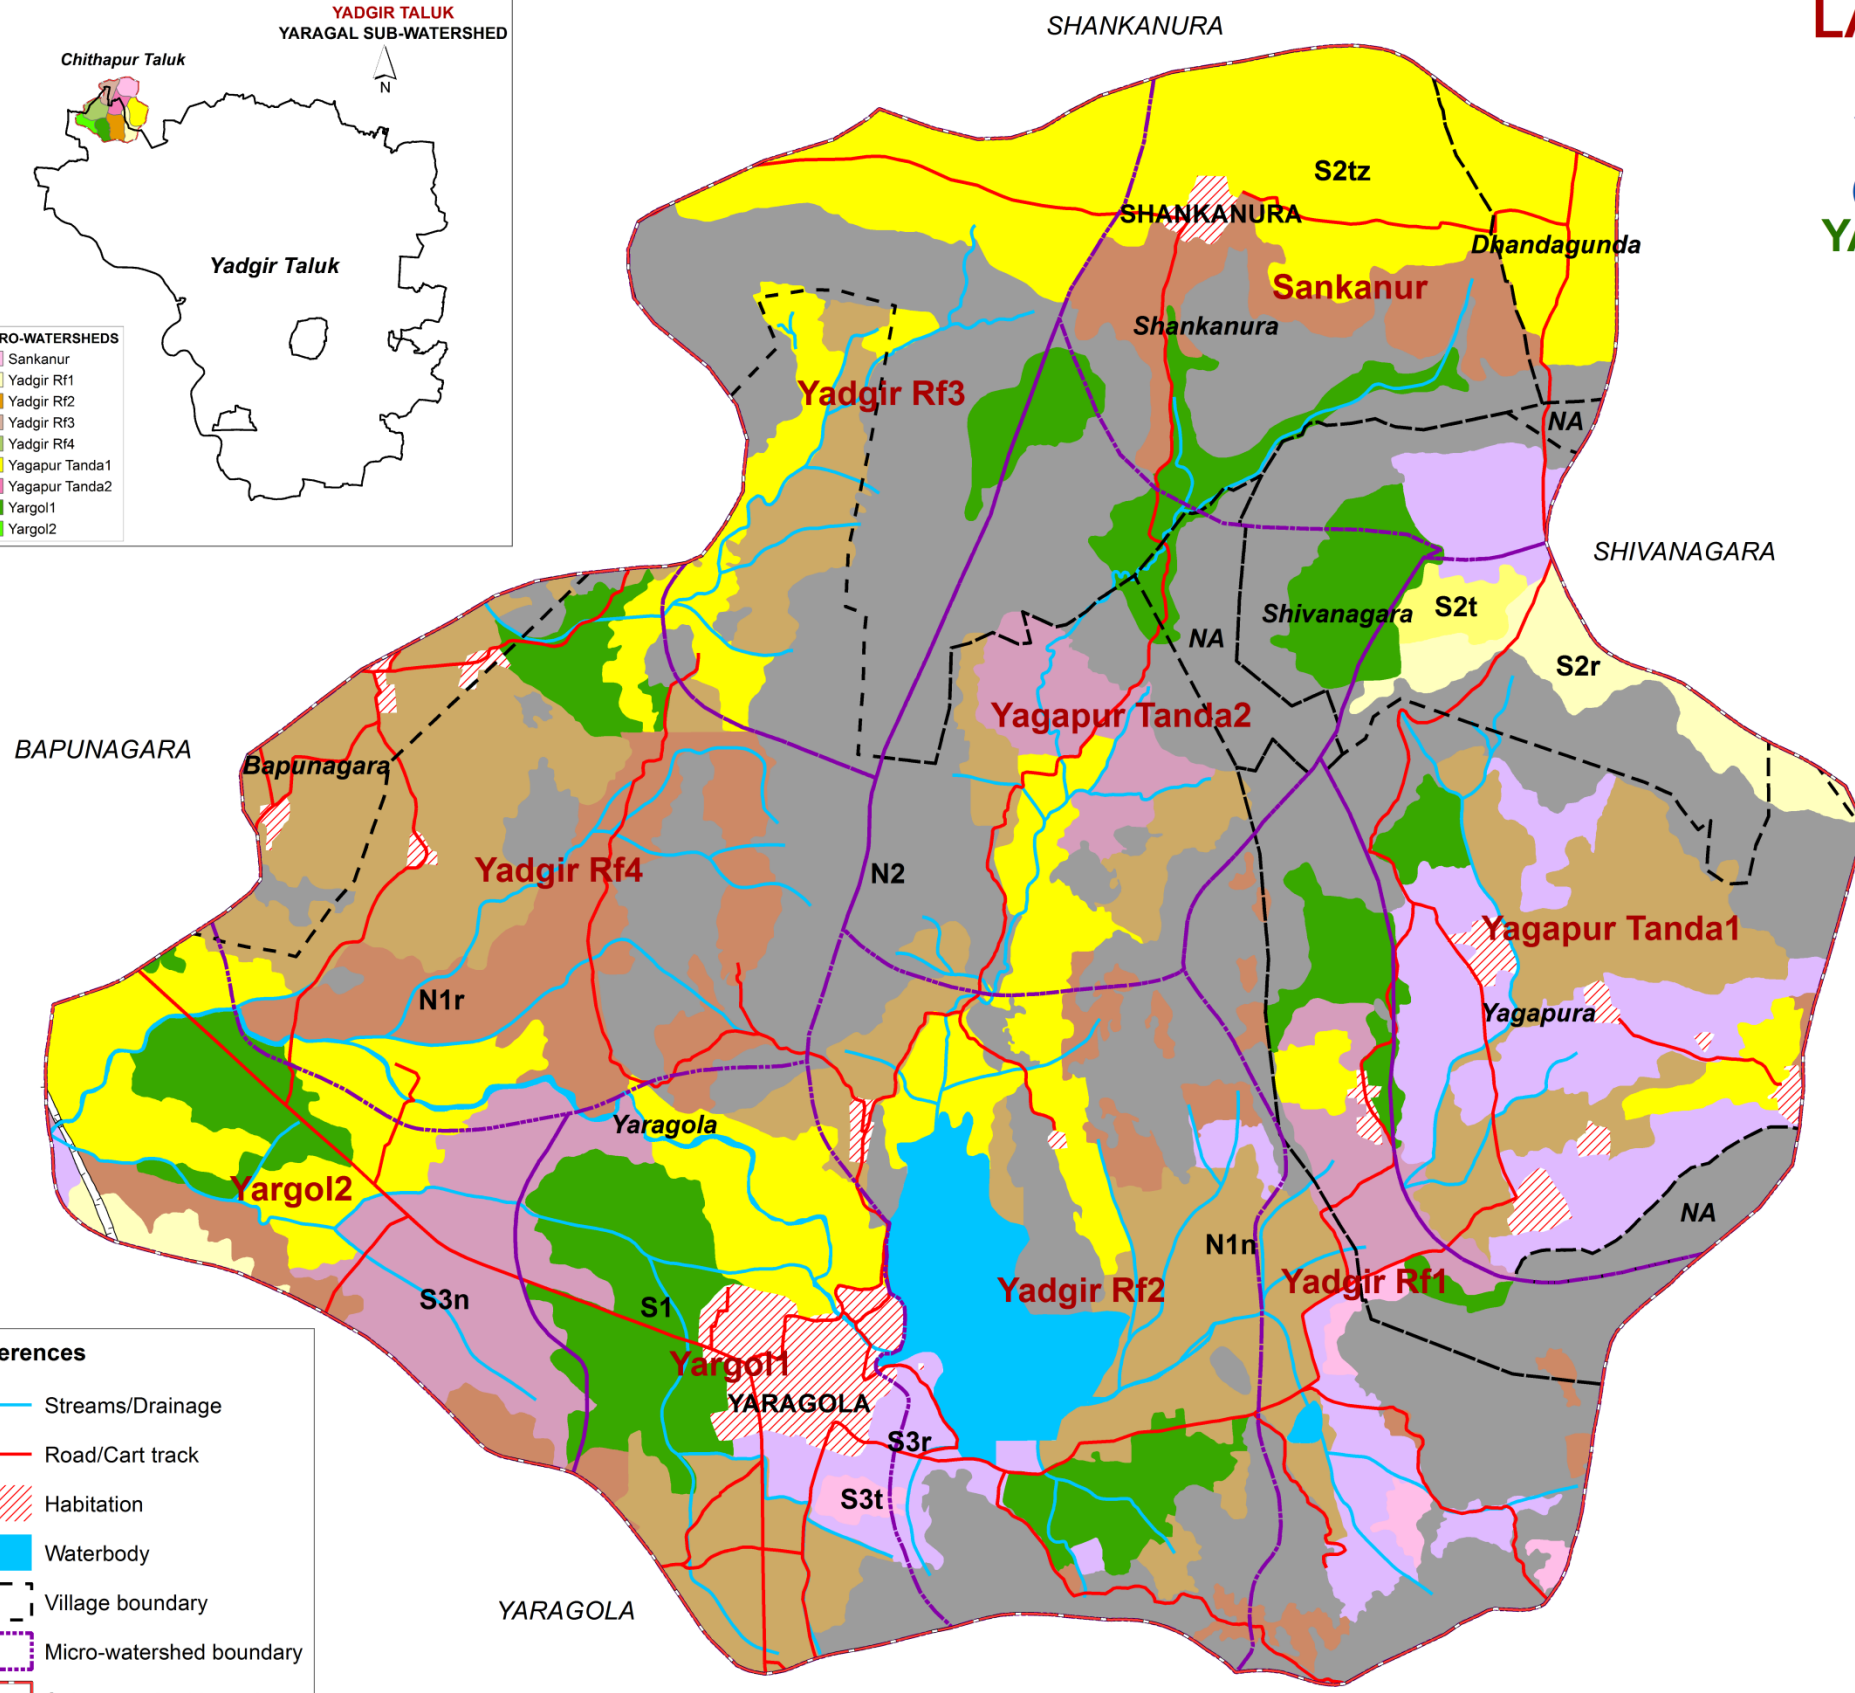 YADGIR TALUK
YARAGAL SUB-WATERSHED
N
Chithapur Taluk
Yadgir Taluk
RO-WATERSHEDS
Sankanur
Yadgir Rf1
Yadgir Rf2
Yadgir Rf3
Yadgir Rf4
Yagapur Tanda1
Yagapur Tanda2
Yargol1
Yargol2
SHANKANURA
LA
YA
S2tz
SHANKANURA
Dhandagunda
Sankanur
Shankanura
Yadgir Rf3
NA
SHIVANAGARA
S2t
Shivanagara
NA
S2r
Yagapur Tanda2
BAPUNAGARA
Bapunagara
Yadgir Rf4
N2
Yagapur Tanda1
N1r
Yagapura
Yaragola
Yargol2
NA
N1n
Yadgir Rf2
Yadgir Rf1
S3n
S1
Yargol1
YARAGOLA
S3r
S3t
YARAGOLA
erences
Streams/Drainage
Road/Cart track
Habitation
Waterbody
Village boundary
Micro-watershed boundary